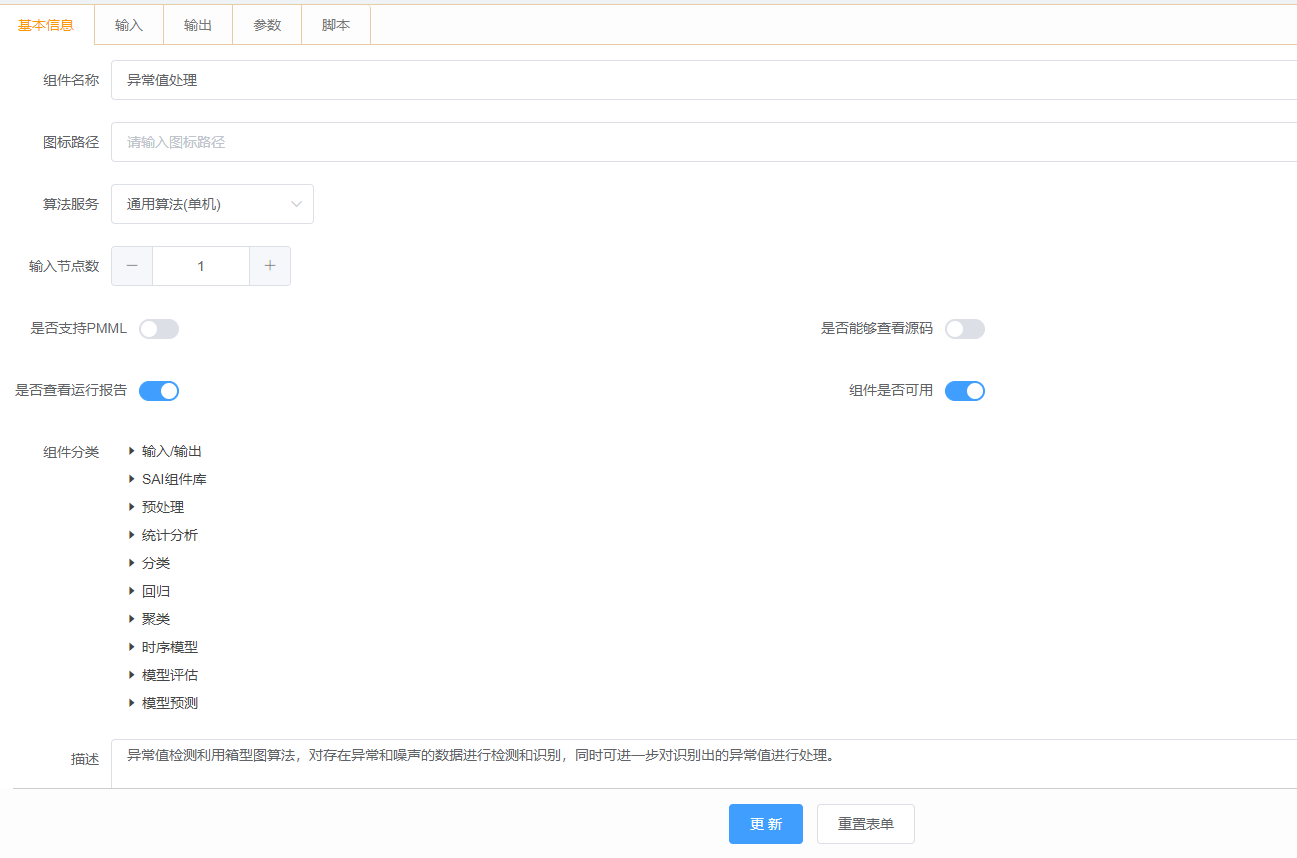 基本信息 输入 输出 参数 脚本
组件名称 异常值处理
图标路径 请输入图标路径
算法服务 通用算法(单机)
输入节点数 1
是否支持PMML 是否能够查看源码
是否查看运行报告 组件是否可用
组件分类 输入/输出
SAI组件库
预处理
统计分析
分类
回归
聚类
时序模型
模型评估
模型预测
描述 异常值检测利用箱型图算法，对存在异常和噪声的数据进行检测和识别，同时可进一步对识别出的异常值进行处理。
更新 重置表单